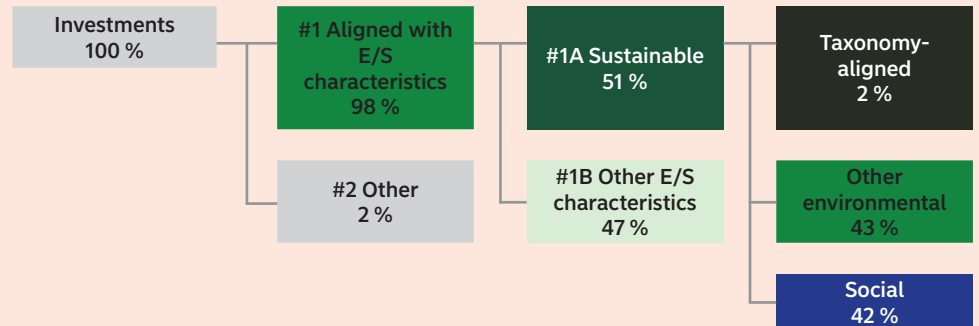 Investments
100 %
#1 Aligned with
E/S
characteristics
98 %
#1A Sustainable
51 %
Taxonomy-
aligned
2 %
#2 Other
2 %
#1B Other E/S
characteristics
47 %
Other
environmental
43 %
Social
42 %